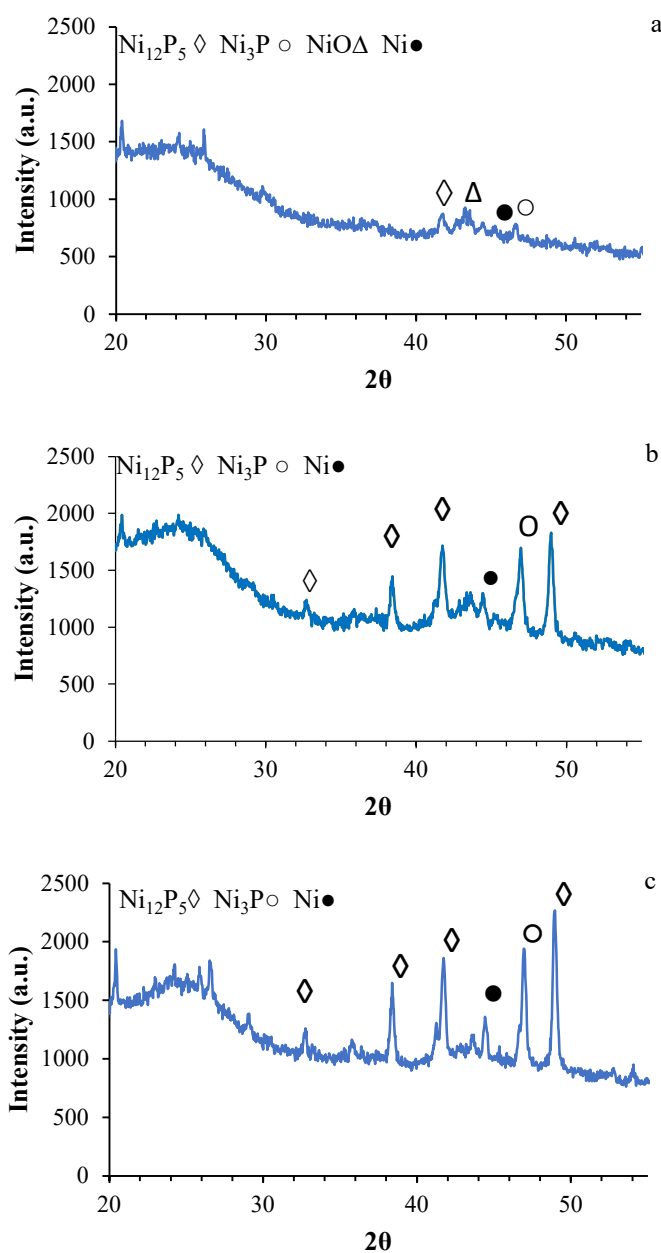 a
Ni₁₂P₅ ◊ Ni₃P ○ NiOΔ Ni●
2500
2000
1500
1000
500
0
Intensity (a.u.)
◊ Δ ● ○
20 30 40 50
2θ
b
Ni₁₂P₅ ◊ Ni₃P ○ Ni●
2500
2000
1500
1000
500
0
Intensity (a.u.)
◊ ◊ ◊ ● O ◊
20 30 40 50
2θ
c
Ni₁₂P₅◊ Ni₃P○ Ni●
2500
2000
1500
1000
500
0
Intensity (a.u.)
◊ ◊ ◊ ● ○ ◊
20 30 40 50
2θ